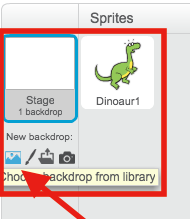 Sprites
Stage
1 backdrop
Dinoaur1
New backdrop:
Choose backdrop from library